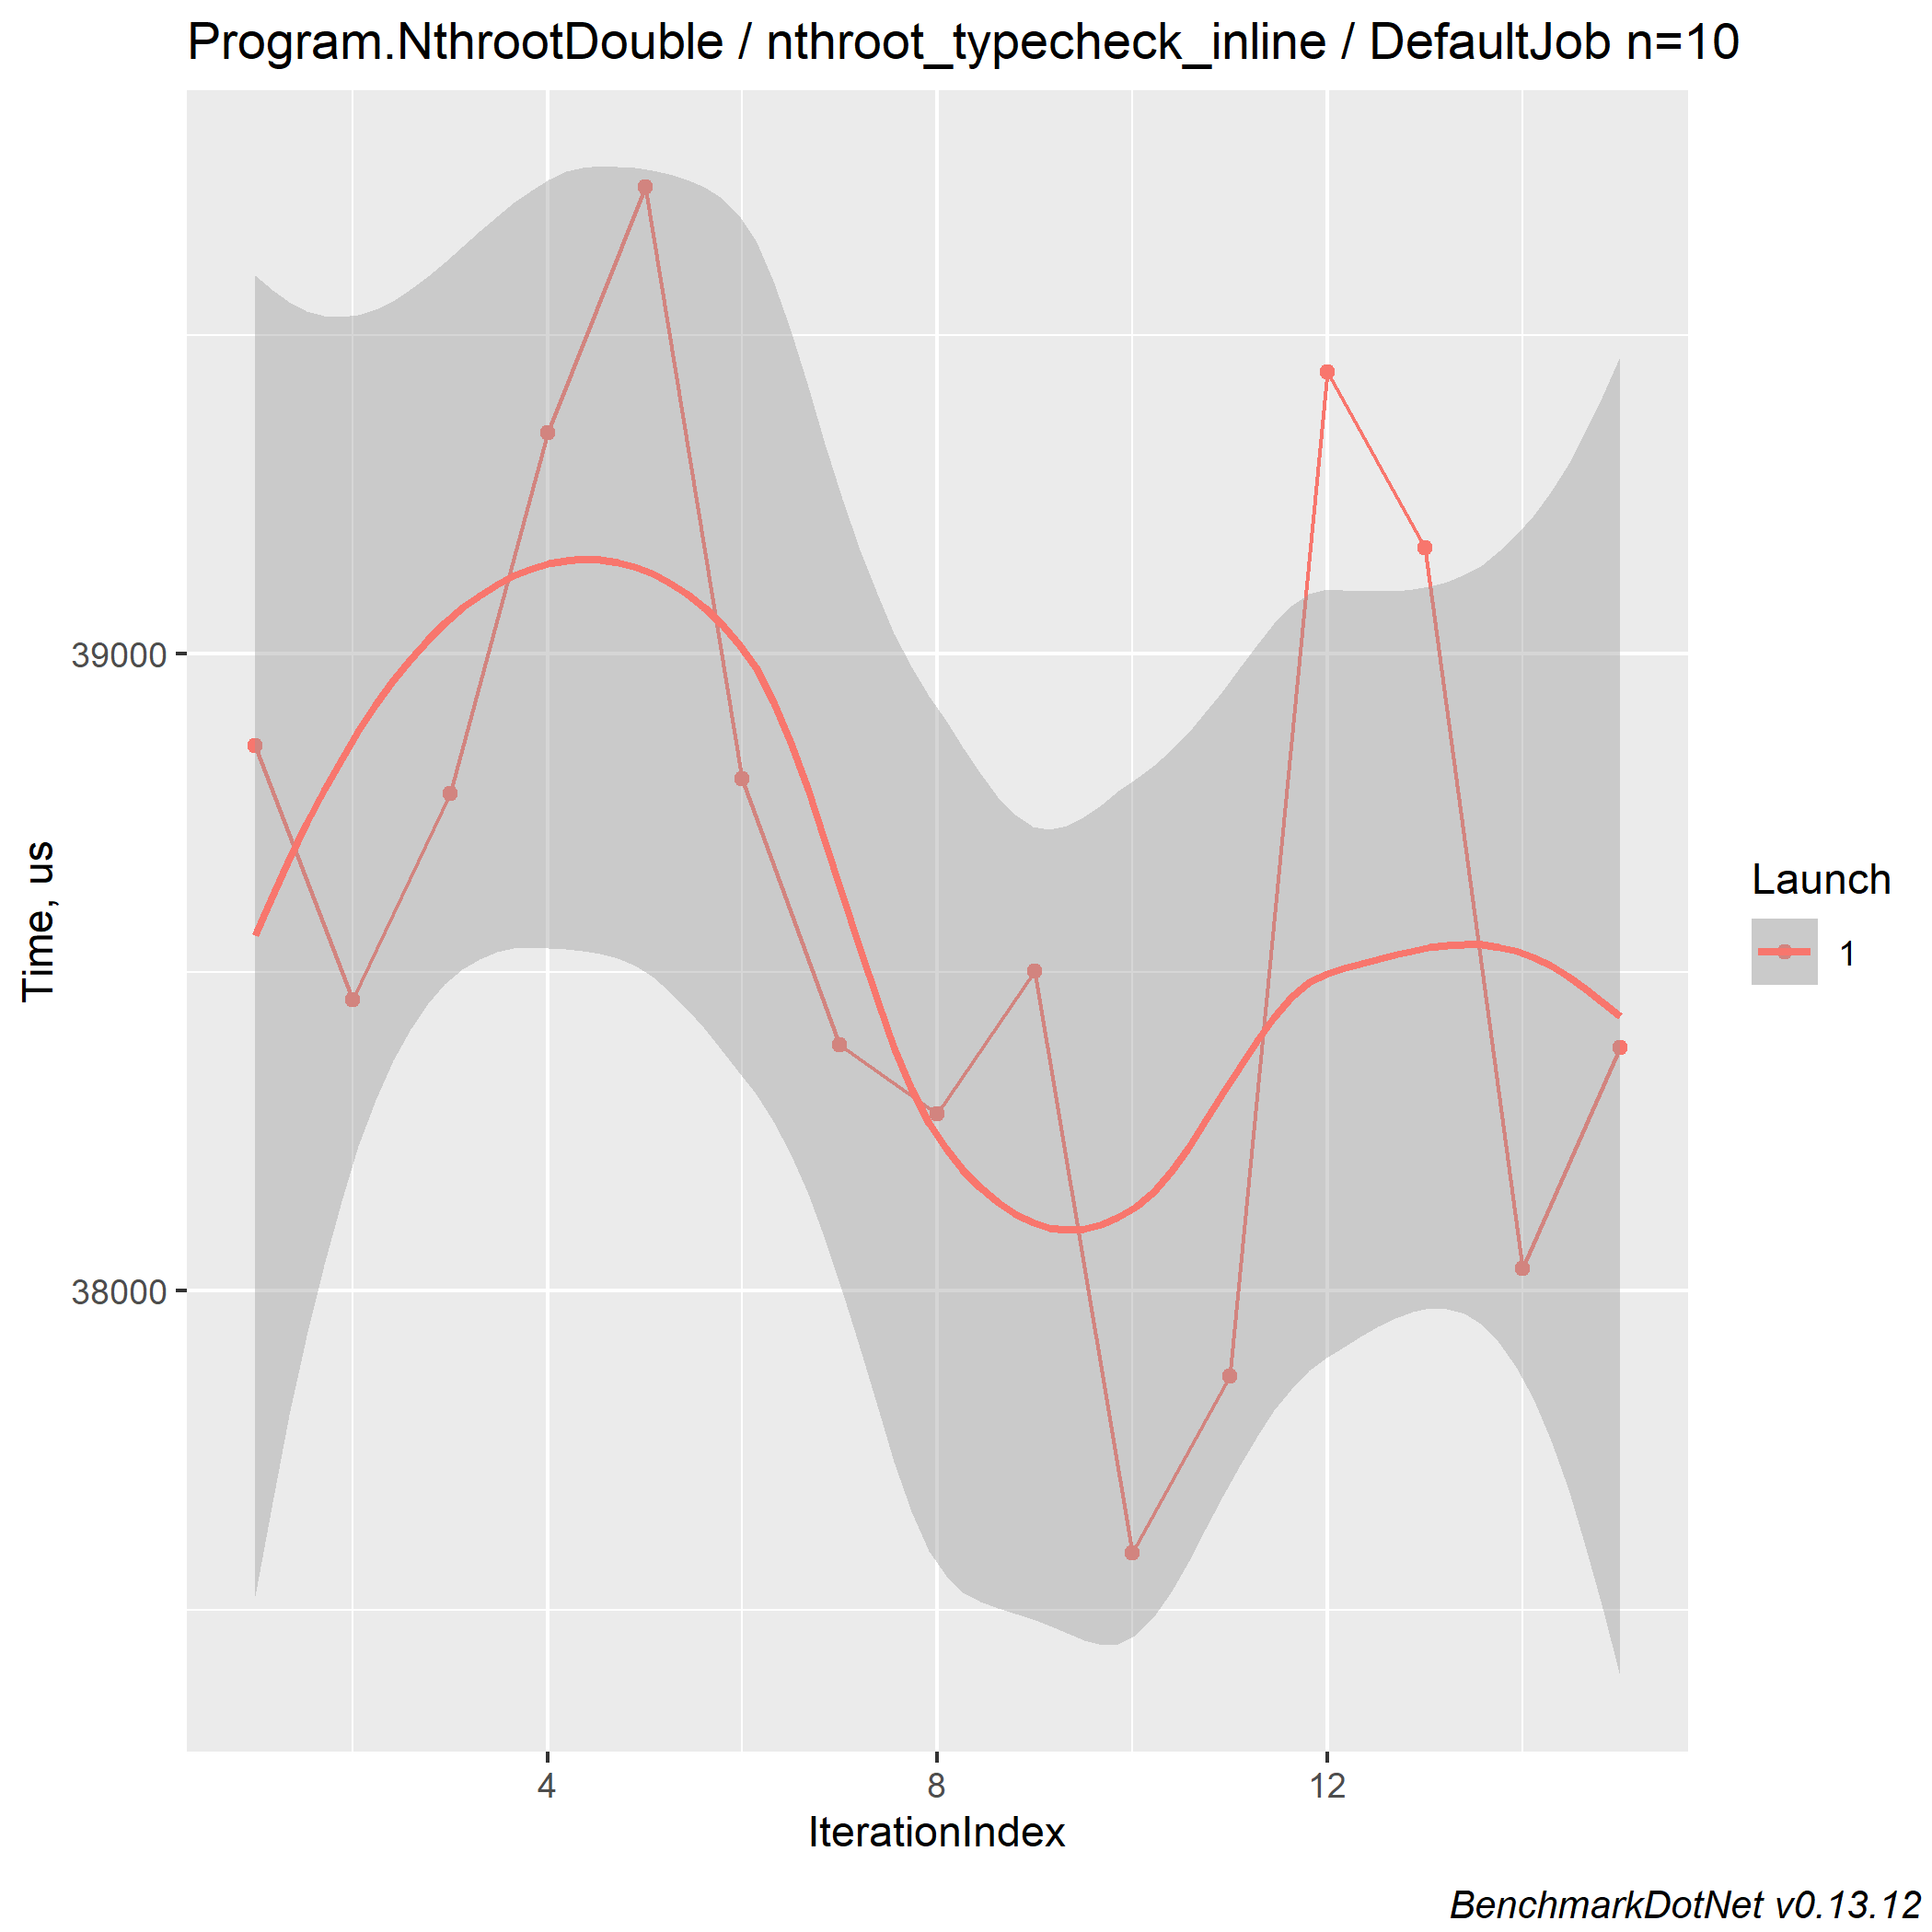 Program.NthrootDouble / nthroot_typecheck_inline / DefaultJob n=10
39000
38000
Time, us
4
8
12
IterationIndex
Launch
1
BenchmarkDotNet v0.13.12